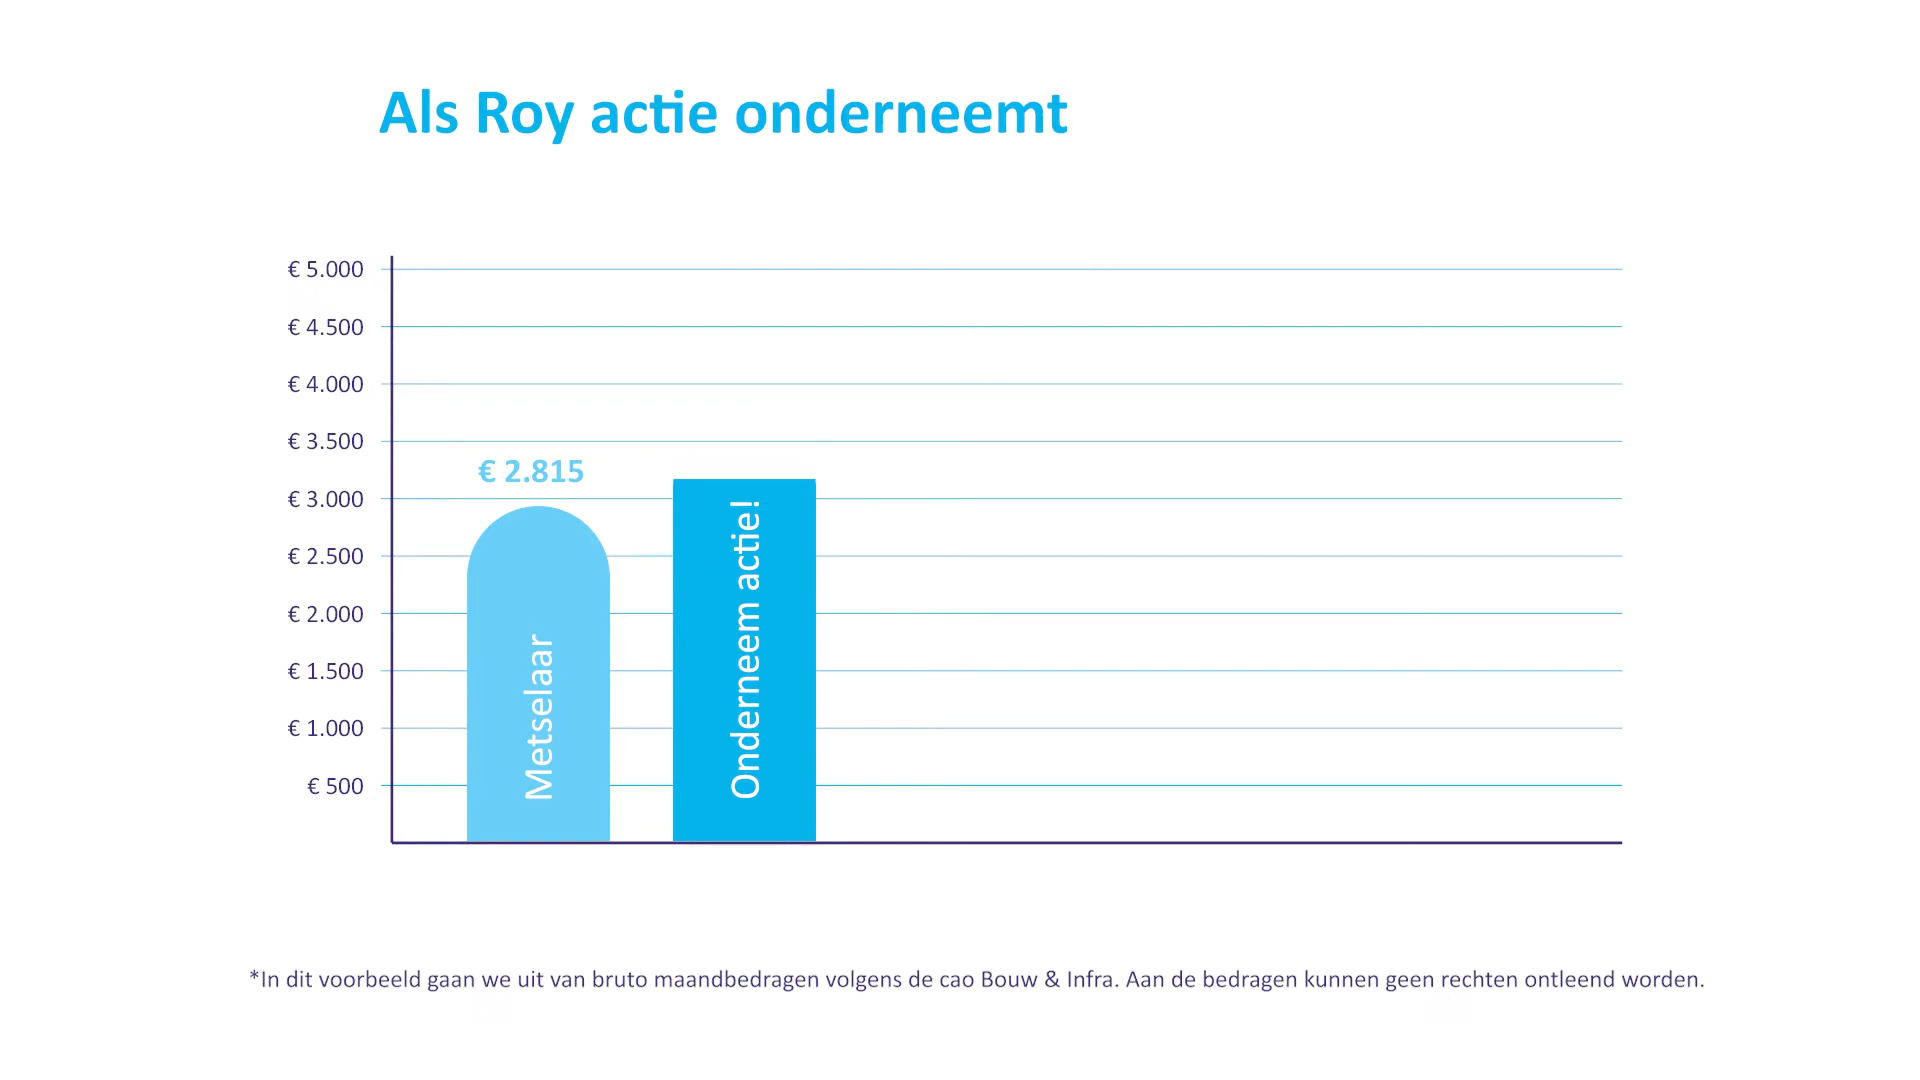 Als Roy actie onderneemt
€ 5.000
€ 4.500
€ 4.000
€ 3.500
€ 3.000
€ 2.500
€ 2.000
€ 1.500
€ 1.000
€ 500
€ 2.815
Metselaar
Onderneem actie!
*In dit voorbeeld gaan we uit van bruto maandbedragen volgens de cao Bouw & Infra. Aan de bedragen kunnen geen rechten ontleend worden.